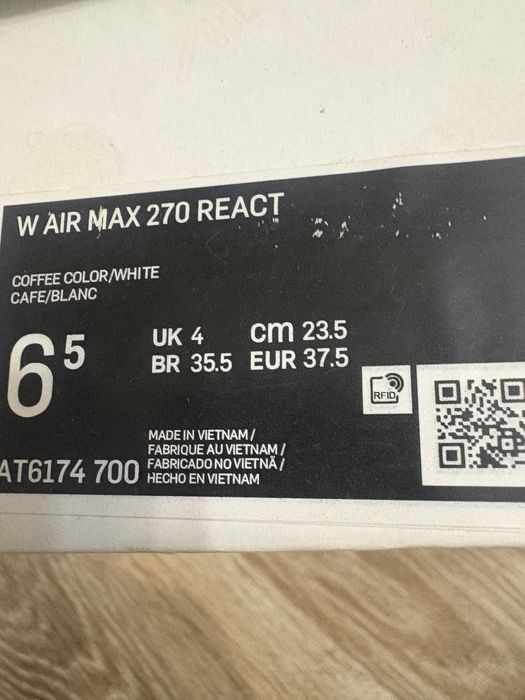 W AIR MAX 270 REACT
COFFEE COLOR/WHITE
CAFE/BLANC
6⁵
UK 4 cm 23.5
BR 35.5 EUR 37.5
RFID
MADE IN VIETNAM /
FABRIQUE AU VIETNAM /
FABRICADO NO VIETNÃ /
HECHO EN VIETNAM
AT6174 700